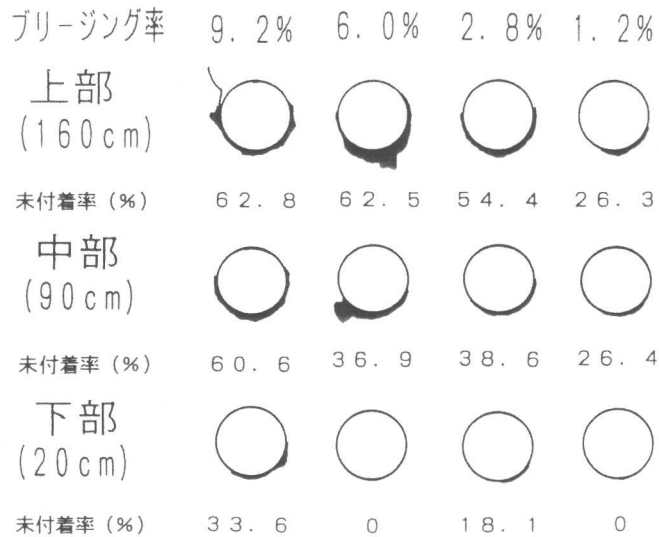 ブリージング率 9.2% 6.0% 2.8% 1.2%
上部
(160cm)
未付着率(%) 62.8 62.5 54.4 26.3
中部
(90cm)
未付着率(%) 60.6 36.9 38.6 26.4
下部
(20cm)
未付着率(%) 33.6 0 18.1 0